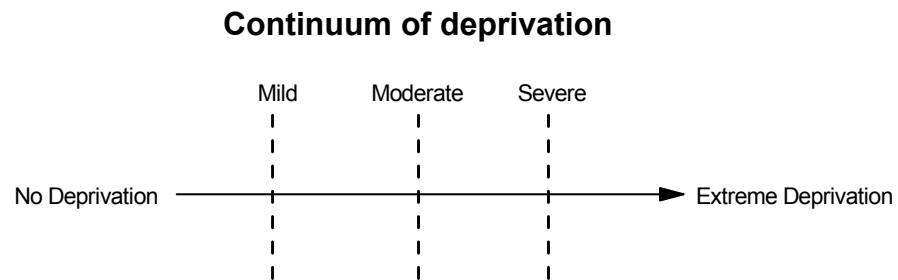 Continuum of deprivation
Mild Moderate Severe
No Deprivation Extreme Deprivation